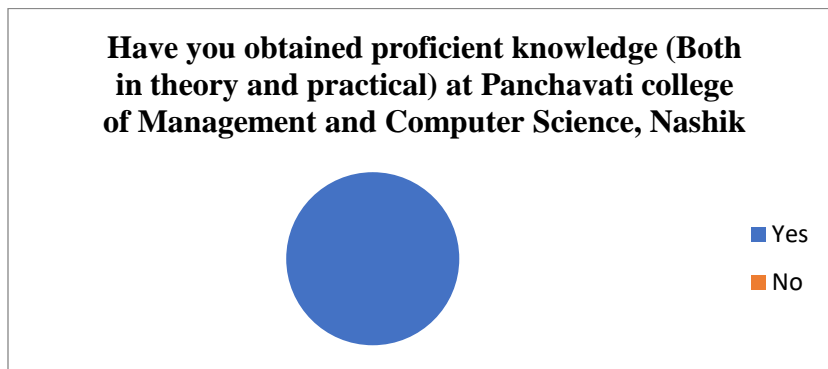 Have you obtained proficient knowledge (Both
in theory and practical) at Panchavati college
of Management and Computer Science, Nashik
Yes
No